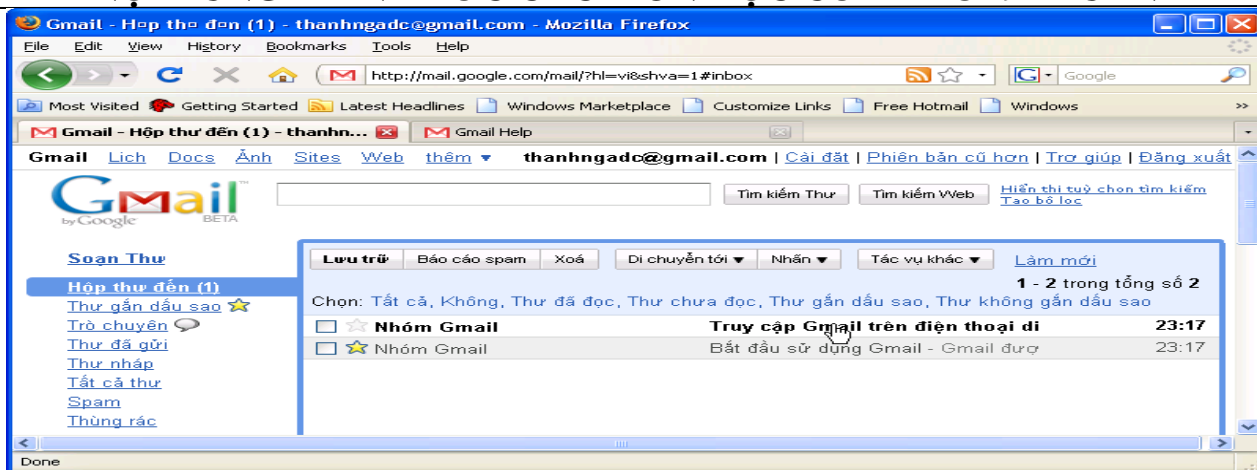 Gmail - H¤p th¤ đ¤n (1) - thanhngadc@gmail.com - Mozilla Firefox
File Edit View History Bookmarks Tools Help
http://mail.google.com/mail/?hl=vi&shva=1#inbox Google
Most Visited Getting Started Latest Headlines Windows Marketplace Customize Links Free Hotmail Windows »
Gmail - Hộp thư đến (1) - thanhn... Gmail Help
Gmail Lịch Docs Ảnh Sites Web thêm ▼ thanhngadc@gmail.com | Cài đặt | Phiên bản cũ hơn | Trợ giúp | Đăng xuất
Gmail by Google BETA
Tìm kiếm Thư Tìm kiếm Web Hiển thị tuỳ chọn tìm kiếm
Tạo bộ lọc
Soạn Thư
Lưu trữ Báo cáo spam Xoá Di chuyển tới ▼ Nhãn ▼ Tác vụ khác ▼ Làm mới
1 - 2 trong tổng số 2
Chọn: Tất cả, Không, Thư đã đọc, Thư chưa đọc, Thư gắn dấu sao, Thư không gắn dấu sao
Hộp thư đến (1)
Thư gắn dấu sao
Trò chuyện
Thư đã gửi
Thư nháp
Tất cả thư
Spam
Thùng rác
Nhóm Gmail Truy cập Gmail trên điện thoại di 23:17
Nhóm Gmail Bắt đầu sử dụng Gmail - Gmail đượ 23:17
Done